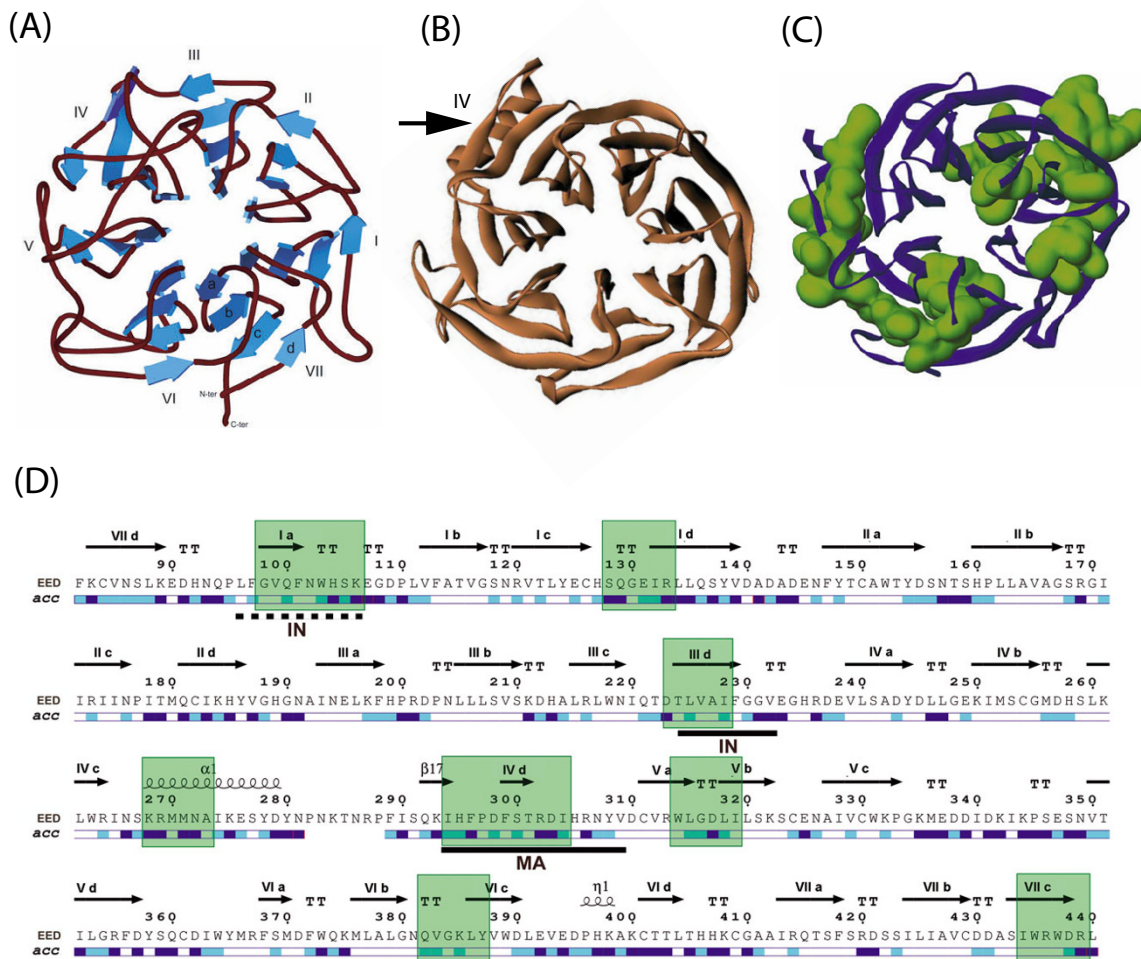 (A)
(B)
(C)
III
II
IV
IV
V
I
a
b
c
d
VII
VI
N-ter
C-ter
(D)
VII d TT I a TT TT I b TT I c TT I d TT II a II b TT
90 100 110 120 130 140 150 160 170
EED FKCVNSLKEDHNQPLFGVQFNWHSKEGDPLVFATVGSNRVTLYECHSQGEIRLLQSYVDADADENFYTCAWTYDSNTSHPLLAVAGSRGI
acc
IN
II c II d III a TT III b TT III c III d TT IV a TT IV b TT
180 190 200 210 220 230 240 250 260
EED IRIINPITMQCIKHYVGHGNAINELKFHPRDPNLLLSVSKDHALRLWNIQTDTLVAIFGGVEGHRDEVLSADYDLLGEKIMSCGMDHSLK
acc
IN
IV c α1 β17 IV d V a TT V b V c TT TT
270 280 290 300 310 320 330 340 350
EED LWRINSKRMMNAIKESYDYNPNKTNRPFISQKIHFPDFSTRDIHRNYVDCVRWLGDLILSKSCENAIVCWKPGKMEDDIDKIKPSESNVT
acc
MA
V d VI a TT VI b TT VI c η1 VI d TT VII a TT VII b TT VII c
360 370 380 390 400 410 420 430 440
EED ILGRFDYSQCDIWYMRFSMDFWQKMLALGNQVGKLYVWDLEVEDPHKAKCTTLTHHKCGAAIRQTSFSRDSSILIAVCDDASIWRWDRL
acc